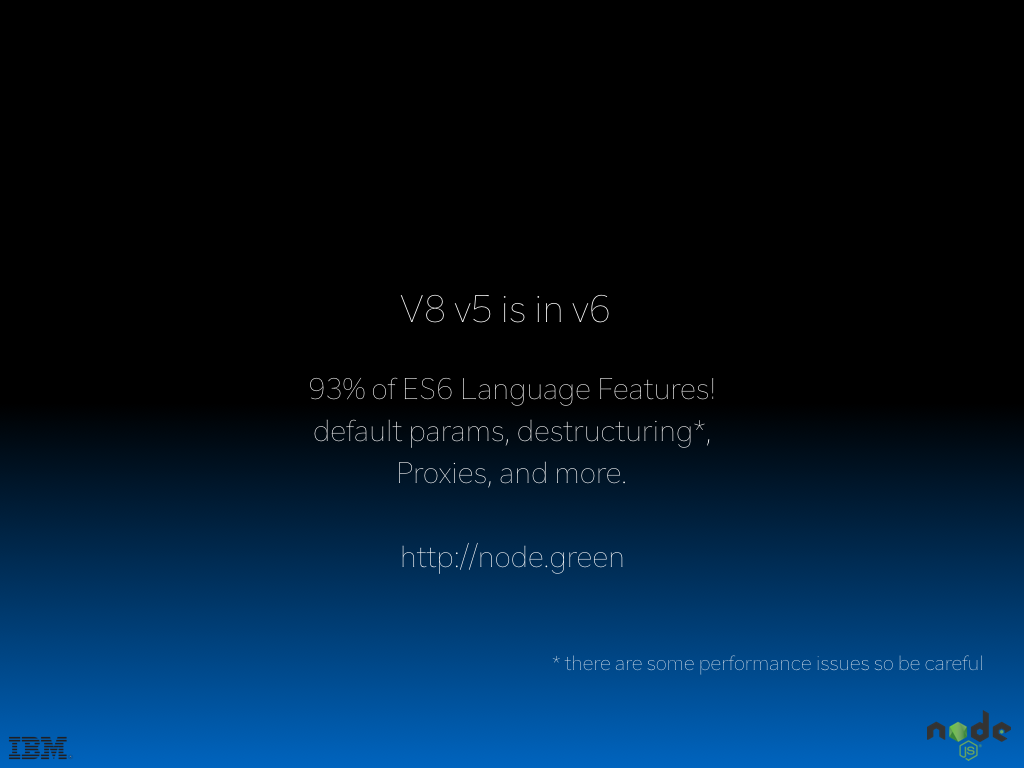 V8 v5 is in v6
93% of ES6 Language Features!
default params, destructuring*,
Proxies, and more.
http://node.green
* there are some performance issues so be careful
IBM
node
JS